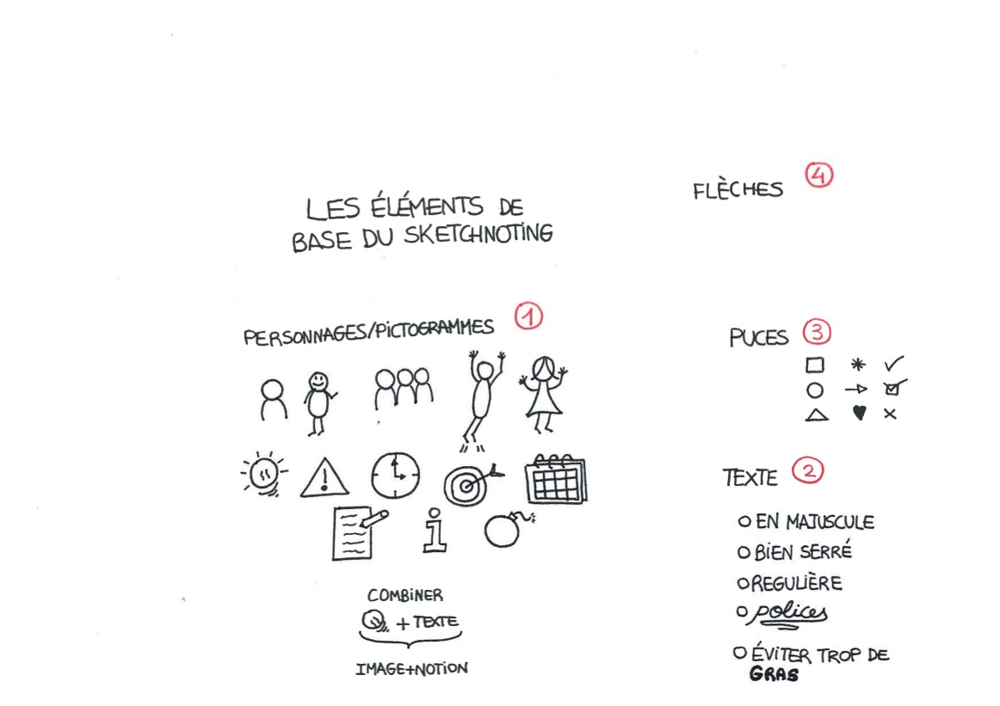 LES ÉLÉMENTS DE
BASE DU SKETCHNOTING
PERSONNAGES/PICTOGRAMMES 1
COMBINER
+ TEXTE
IMAGE+NOTION
FLÈCHES 4
PUCES 3
TEXTE 2
EN MAJUSCULE
BIEN SERRÉ
REGULIÈRE
polices
ÉVITER TROP DE
GRAS